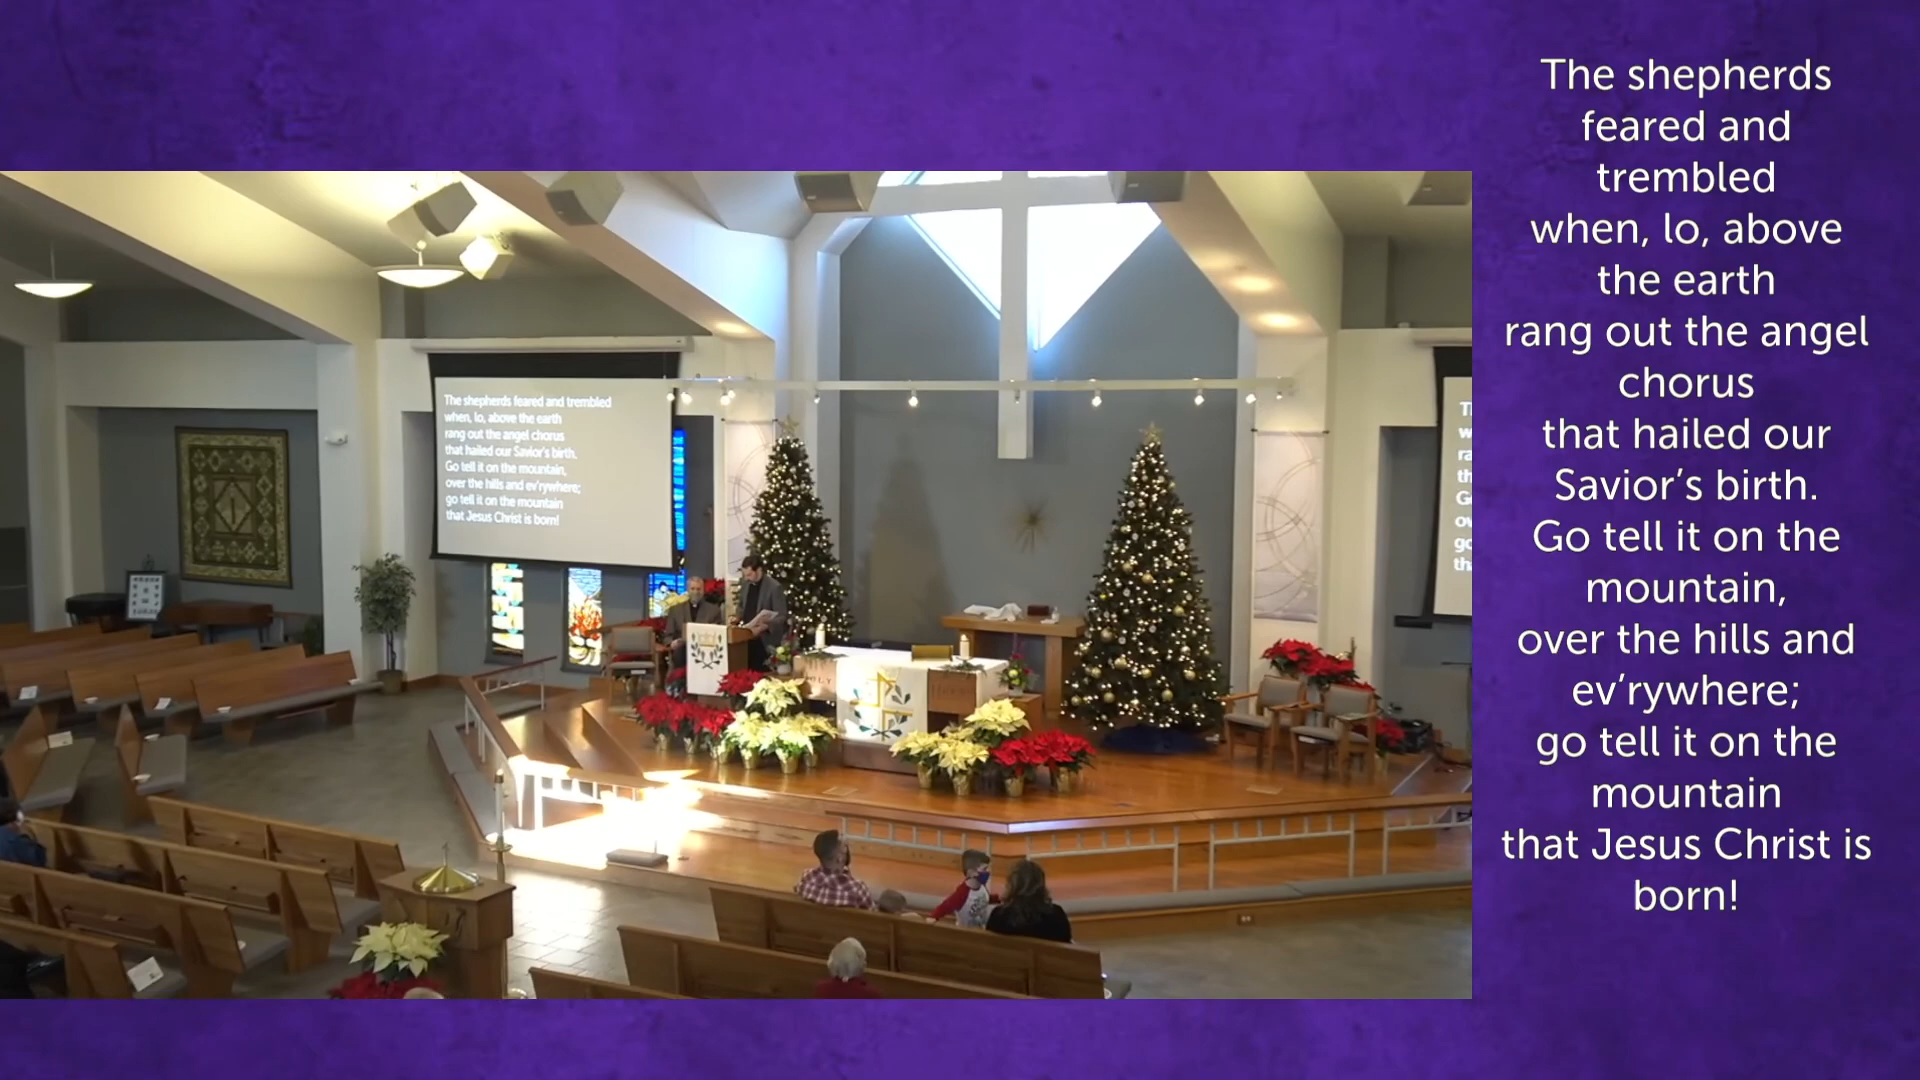 The shepherds feared and trembled
when, lo, above the earth
rang out the angel chorus
that hailed our Savior's birth.
Go tell it on the mountain,
over the hills and ev'rywhere;
go tell it on the mountain
that Jesus Christ is born!
The shepherds
feared and
trembled
when, lo, above
the earth
rang out the angel
chorus
that hailed our
Savior’s birth.
Go tell it on the
mountain,
over the hills and
ev’rywhere;
go tell it on the
mountain
that Jesus Christ is
born!